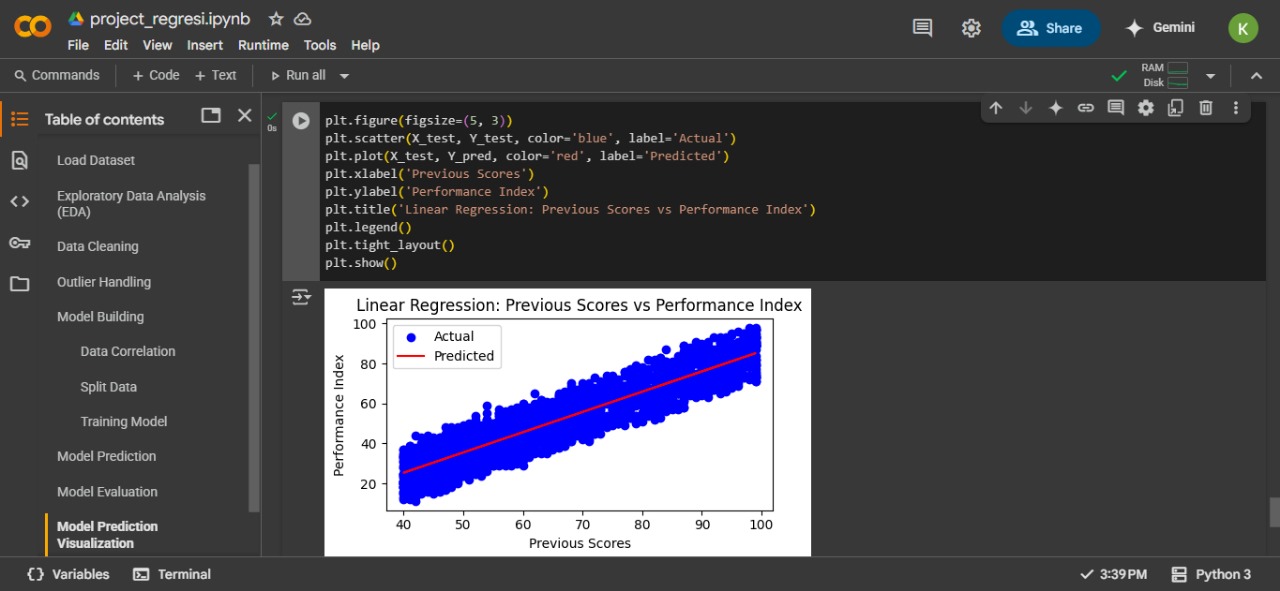 project_regresi.ipynb
File Edit View Insert Runtime Tools Help
Share
Gemini
K
Commands
+ Code + Text
Run all
RAM
Disk
Table of contents
Load Dataset
Exploratory Data Analysis
(EDA)
Data Cleaning
Outlier Handling
Model Building
Data Correlation
Split Data
Training Model
Model Prediction
Model Evaluation
Model Prediction
Visualization
0s
plt.figure(figsize=(5, 3))
plt.scatter(X_test, Y_test, color='blue', label='Actual')
plt.plot(X_test, Y_pred, color='red', label='Predicted')
plt.xlabel('Previous Scores')
plt.ylabel('Performance Index')
plt.title('Linear Regression: Previous Scores vs Performance Index')
plt.legend()
plt.tight_layout()
plt.show()
Linear Regression: Previous Scores vs Performance Index
Actual
Predicted
Performance Index
100
80
60
40
20
40 50 60 70 80 90 100
Previous Scores
Variables
Terminal
3:39 PM
Python 3